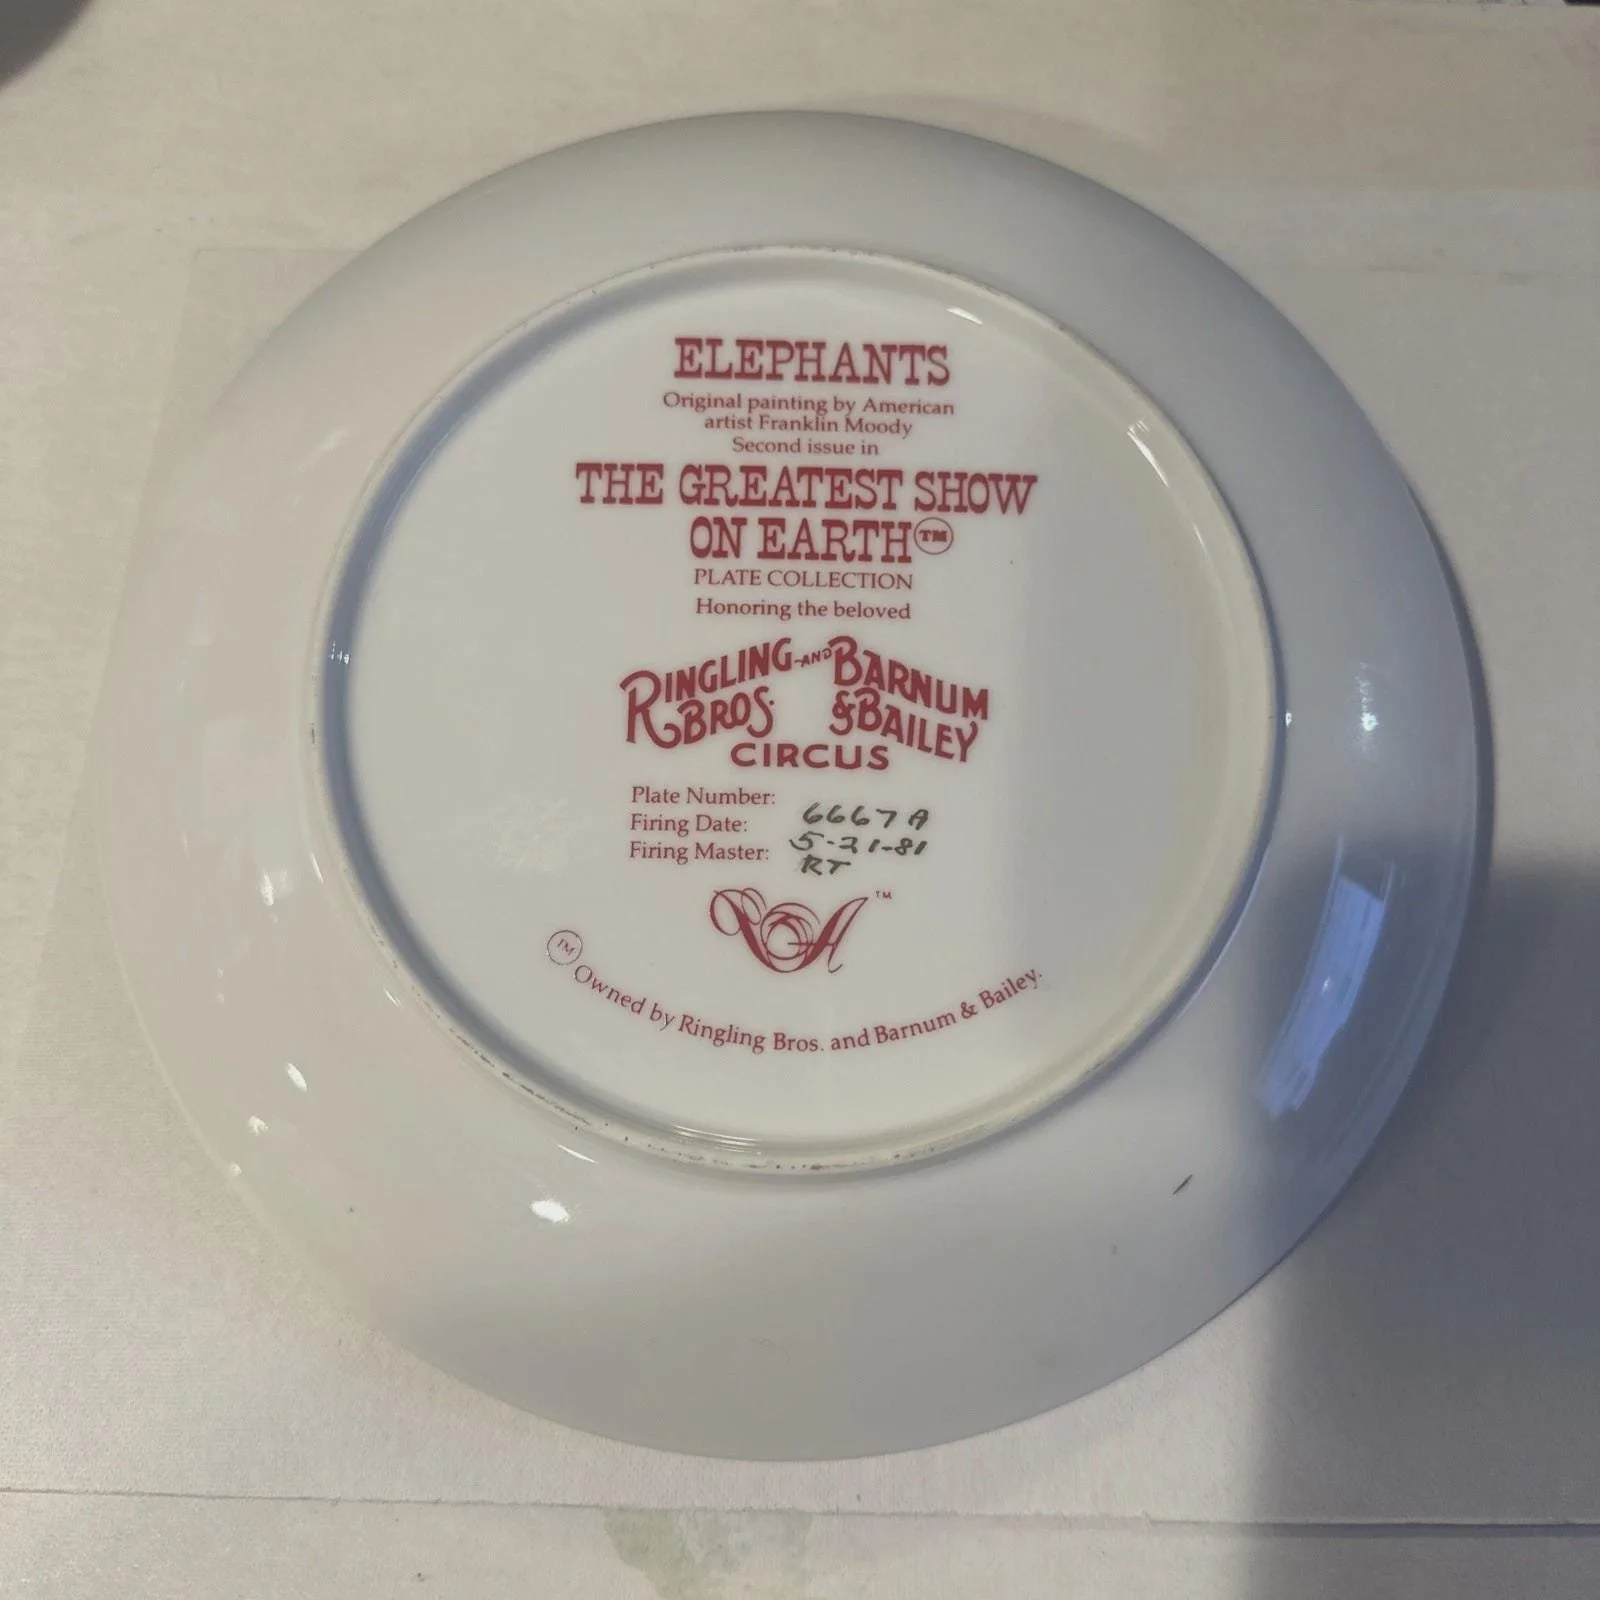 ELEPHANTS
Original painting by American
artist Franklin Moody
Second issue in
THE GREATEST SHOW
ON EARTH™
PLATE COLLECTION
Honoring the beloved
RINGLING BROS. AND BARNUM & BAILEY
CIRCUS
Plate Number: 6667A
Firing Date: 5-21-81
Firing Master: RT
™
TM Owned by Ringling Bros. and Barnum & Bailey.